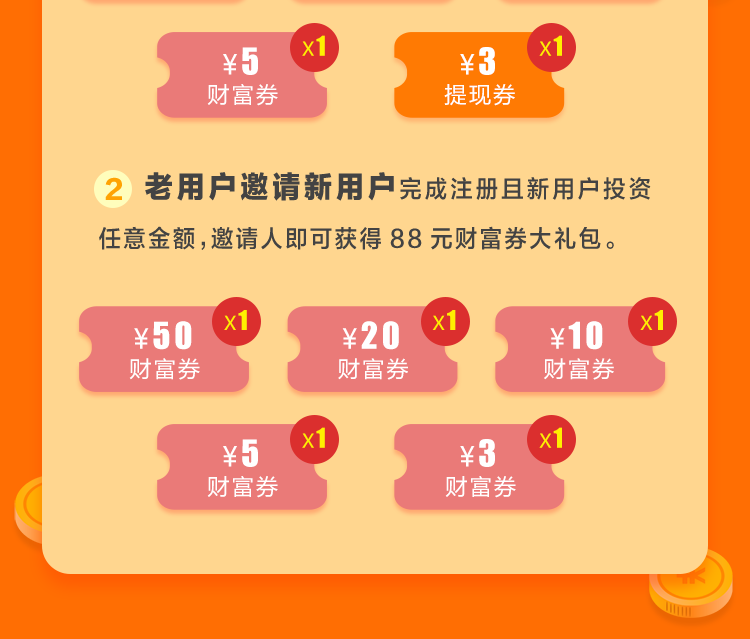 ¥5 X1
财富券
¥3 X1
提现券
2 老用户邀请新用户完成注册且新用户投资
任意金额,邀请人即可获得 88 元财富券大礼包。
¥50 X1
财富券
¥20 X1
财富券
¥10 X1
财富券
¥5 X1
财富券
¥3 X1
财富券